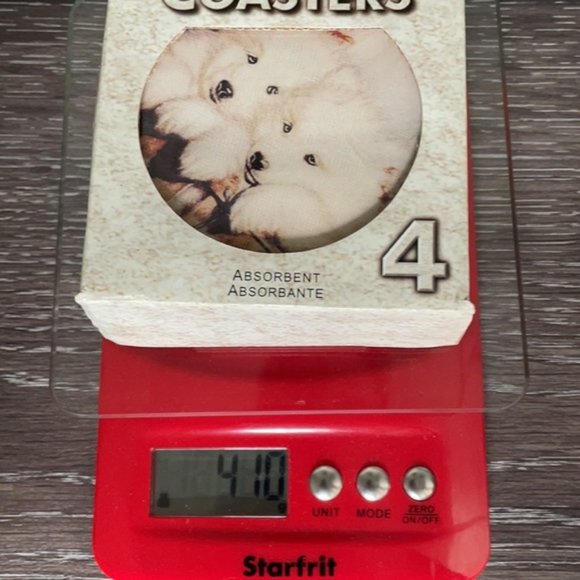 COASTERS
4
ABSORBENT
ABSORBANTE
410
g
UNIT
MODE
ZERO
ON/OFF
Starfrit